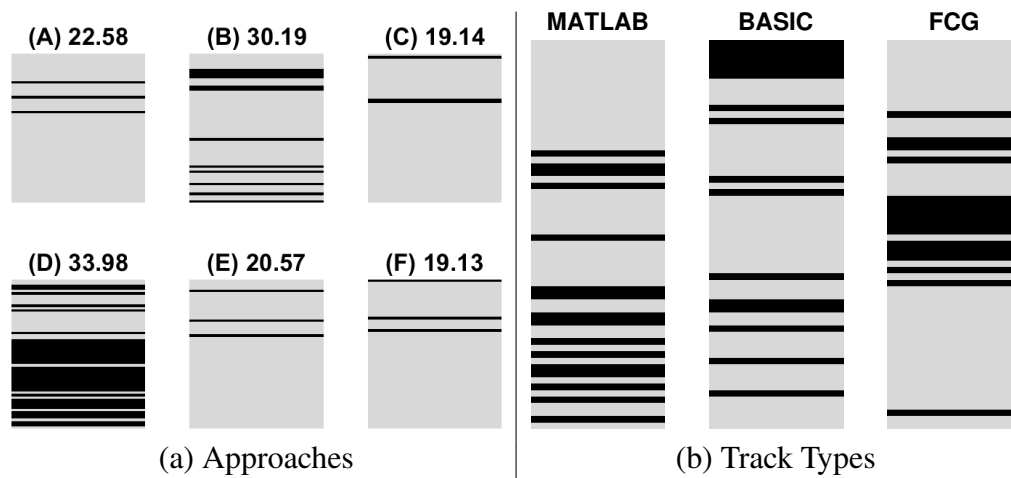 (A) 22.58
(B) 30.19
(C) 19.14
(D) 33.98
(E) 20.57
(F) 19.13
(a) Approaches
MATLAB
BASIC
FCG
(b) Track Types